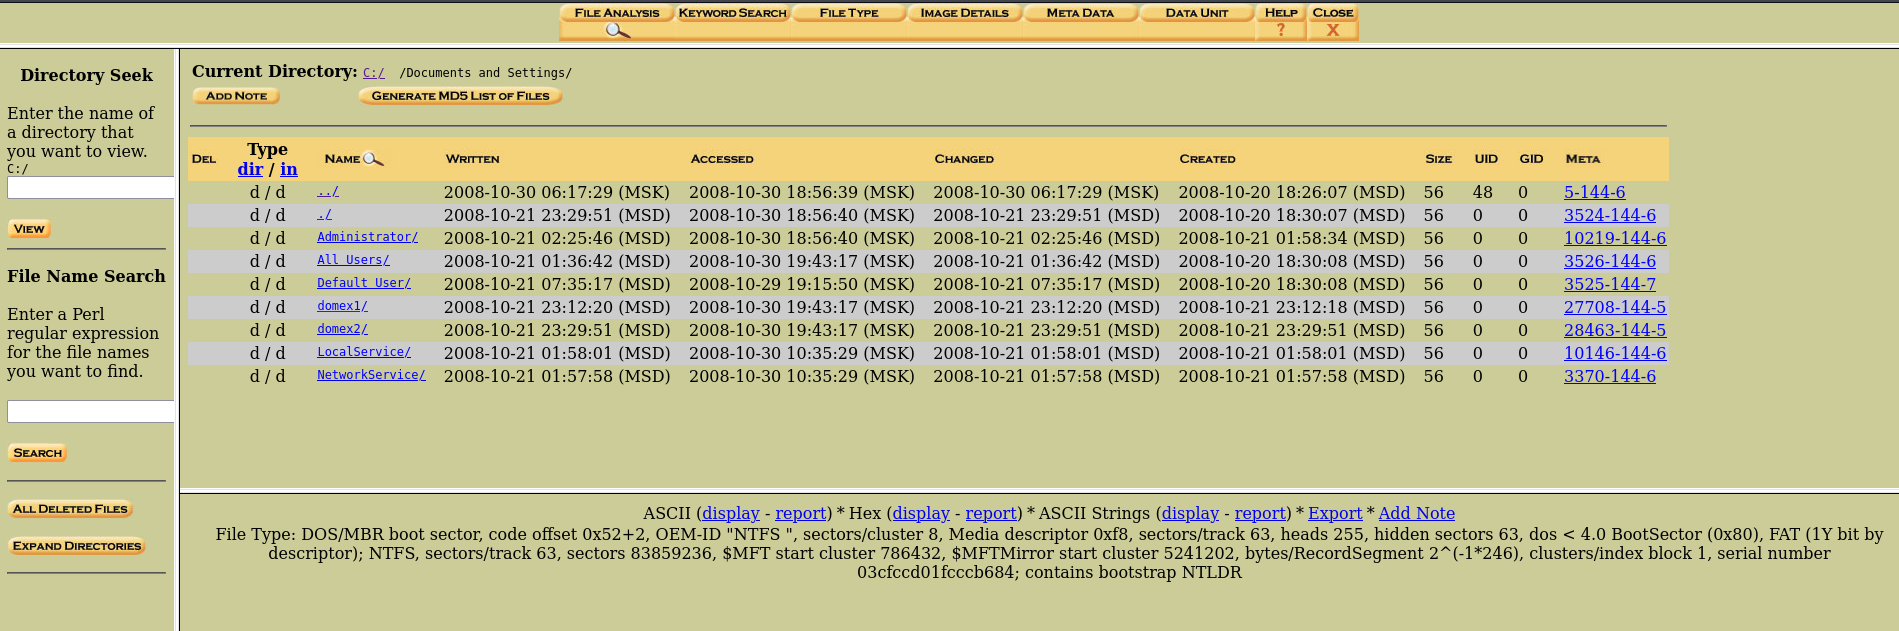 FILE ANALYSIS KEYWORD SEARCH FILE TYPE IMAGE DETAILS META DATA DATA UNIT HELP CLOSE
? X
Directory Seek
Enter the name of
a directory that
you want to view.
C:/
VIEW
File Name Search
Enter a Perl
regular expression
for the file names
you want to find.
SEARCH
ALL DELETED FILES
EXPAND DIRECTORIES
Current Directory: C:/ /Documents and Settings/
ADD NOTE GENERATE MD5 LIST OF FILES
DEL Type dir / in NAME WRITTEN ACCESSED CHANGED CREATED SIZE UID GID META
d / d ../ 2008-10-30 06:17:29 (MSK) 2008-10-30 18:56:39 (MSK) 2008-10-30 06:17:29 (MSK) 2008-10-20 18:26:07 (MSD) 56 48 0 5-144-6
d / d ./ 2008-10-21 23:29:51 (MSD) 2008-10-30 18:56:40 (MSK) 2008-10-21 23:29:51 (MSD) 2008-10-20 18:30:07 (MSD) 56 0 0 3524-144-6
d / d Administrator/ 2008-10-21 02:25:46 (MSD) 2008-10-30 18:56:40 (MSK) 2008-10-21 02:25:46 (MSD) 2008-10-21 01:58:34 (MSD) 56 0 0 10219-144-6
d / d All Users/ 2008-10-21 01:36:42 (MSD) 2008-10-30 19:43:17 (MSK) 2008-10-21 01:36:42 (MSD) 2008-10-20 18:30:08 (MSD) 56 0 0 3526-144-6
d / d Default User/ 2008-10-21 07:35:17 (MSD) 2008-10-29 19:15:50 (MSK) 2008-10-21 07:35:17 (MSD) 2008-10-20 18:30:08 (MSD) 56 0 0 3525-144-7
d / d domex1/ 2008-10-21 23:12:20 (MSD) 2008-10-30 19:43:17 (MSK) 2008-10-21 23:12:20 (MSD) 2008-10-21 23:12:18 (MSD) 56 0 0 27708-144-5
d / d domex2/ 2008-10-21 23:29:51 (MSD) 2008-10-30 19:43:17 (MSK) 2008-10-21 23:29:51 (MSD) 2008-10-21 23:29:51 (MSD) 56 0 0 28463-144-5
d / d LocalService/ 2008-10-21 01:58:01 (MSD) 2008-10-30 10:35:29 (MSK) 2008-10-21 01:58:01 (MSD) 2008-10-21 01:58:01 (MSD) 56 0 0 10146-144-6
d / d NetworkService/ 2008-10-21 01:57:58 (MSD) 2008-10-30 10:35:29 (MSK) 2008-10-21 01:57:58 (MSD) 2008-10-21 01:57:58 (MSD) 56 0 0 3370-144-6
ASCII (display - report) * Hex (display - report) * ASCII Strings (display - report) * Export * Add Note
File Type: DOS/MBR boot sector, code offset 0x52+2, OEM-ID "NTFS ", sectors/cluster 8, Media descriptor 0xf8, sectors/track 63, heads 255, hidden sectors 63, dos < 4.0 BootSector (0x80), FAT (1Y bit by
descriptor); NTFS, sectors/track 63, sectors 83859236, $MFT start cluster 786432, $MFTMirror start cluster 5241202, bytes/RecordSegment 2^(-1*246), clusters/index block 1, serial number
03cfccd01fcccb684; contains bootstrap NTLDR